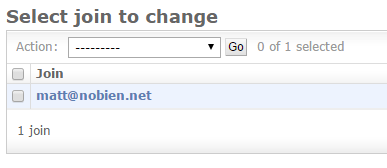 Select join to change
Action: --------- Go 0 of 1 selected
Join
matt@nobien.net
1 join